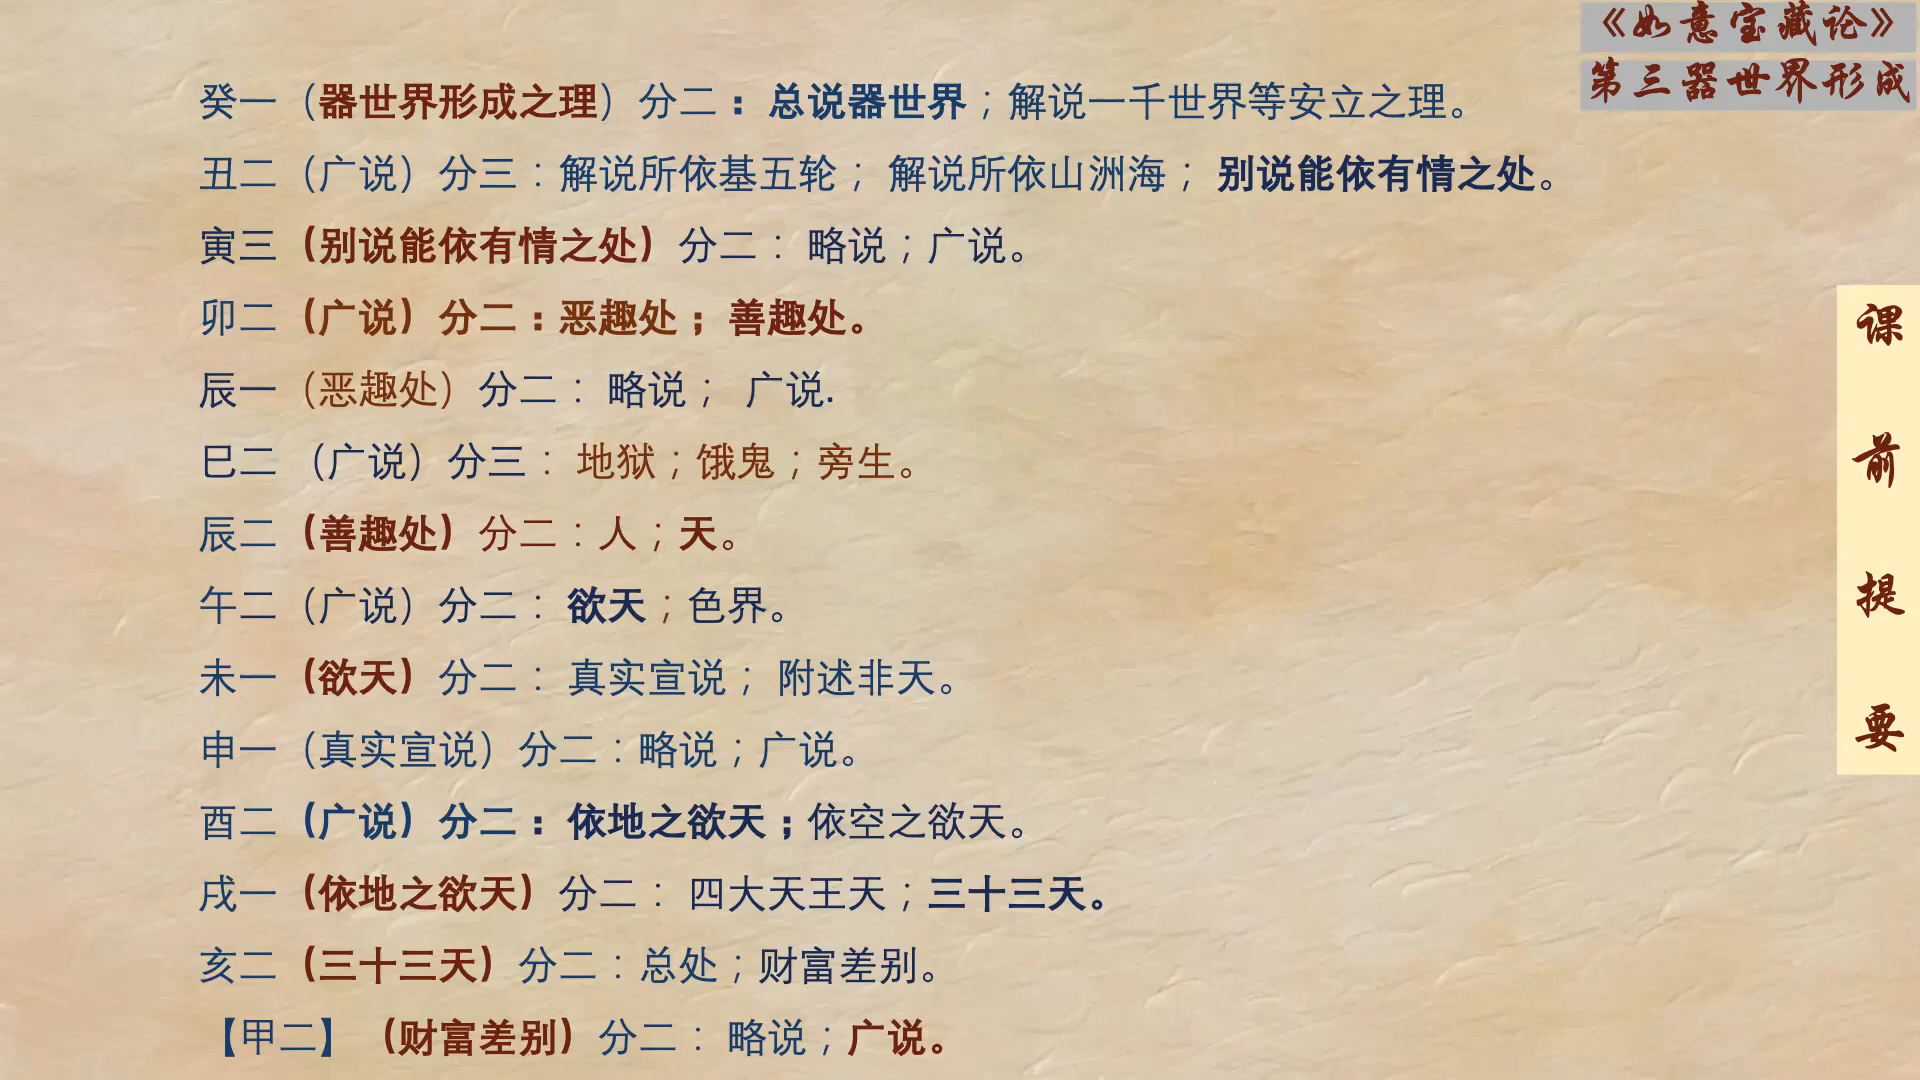 《如意宝藏论》
第三器世界形成
癸一（器世界形成之理）分二：总说器世界；解说一千世界等安立之理。
丑二（广说）分三：解说所依基五轮；解说所依山洲海；别说能依有情之处。
寅三（别说能依有情之处）分二：略说；广说。
卯二（广说）分二：恶趣处；善趣处。
辰一（恶趣处）分二：略说；广说.
巳二（广说）分三：地狱；饿鬼；旁生。
辰二（善趣处）分二：人；天。
午二（广说）分二：欲天；色界。
未一（欲天）分二：真实宣说；附述非天。
申一（真实宣说）分二：略说；广说。
酉二（广说）分二：依地之欲天；依空之欲天。
戌一（依地之欲天）分二：四大天王天；三十三天。
亥二（三十三天）分二：总处；财富差别。
【甲二】（财富差别）分二：略说；广说。
课前提要